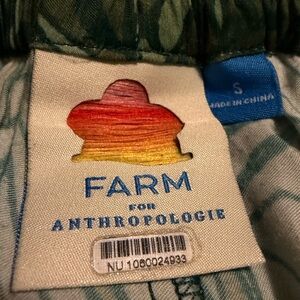 S
MADE IN CHINA
FARM
FOR
ANTHROPOLOGIE
NU 1060024933